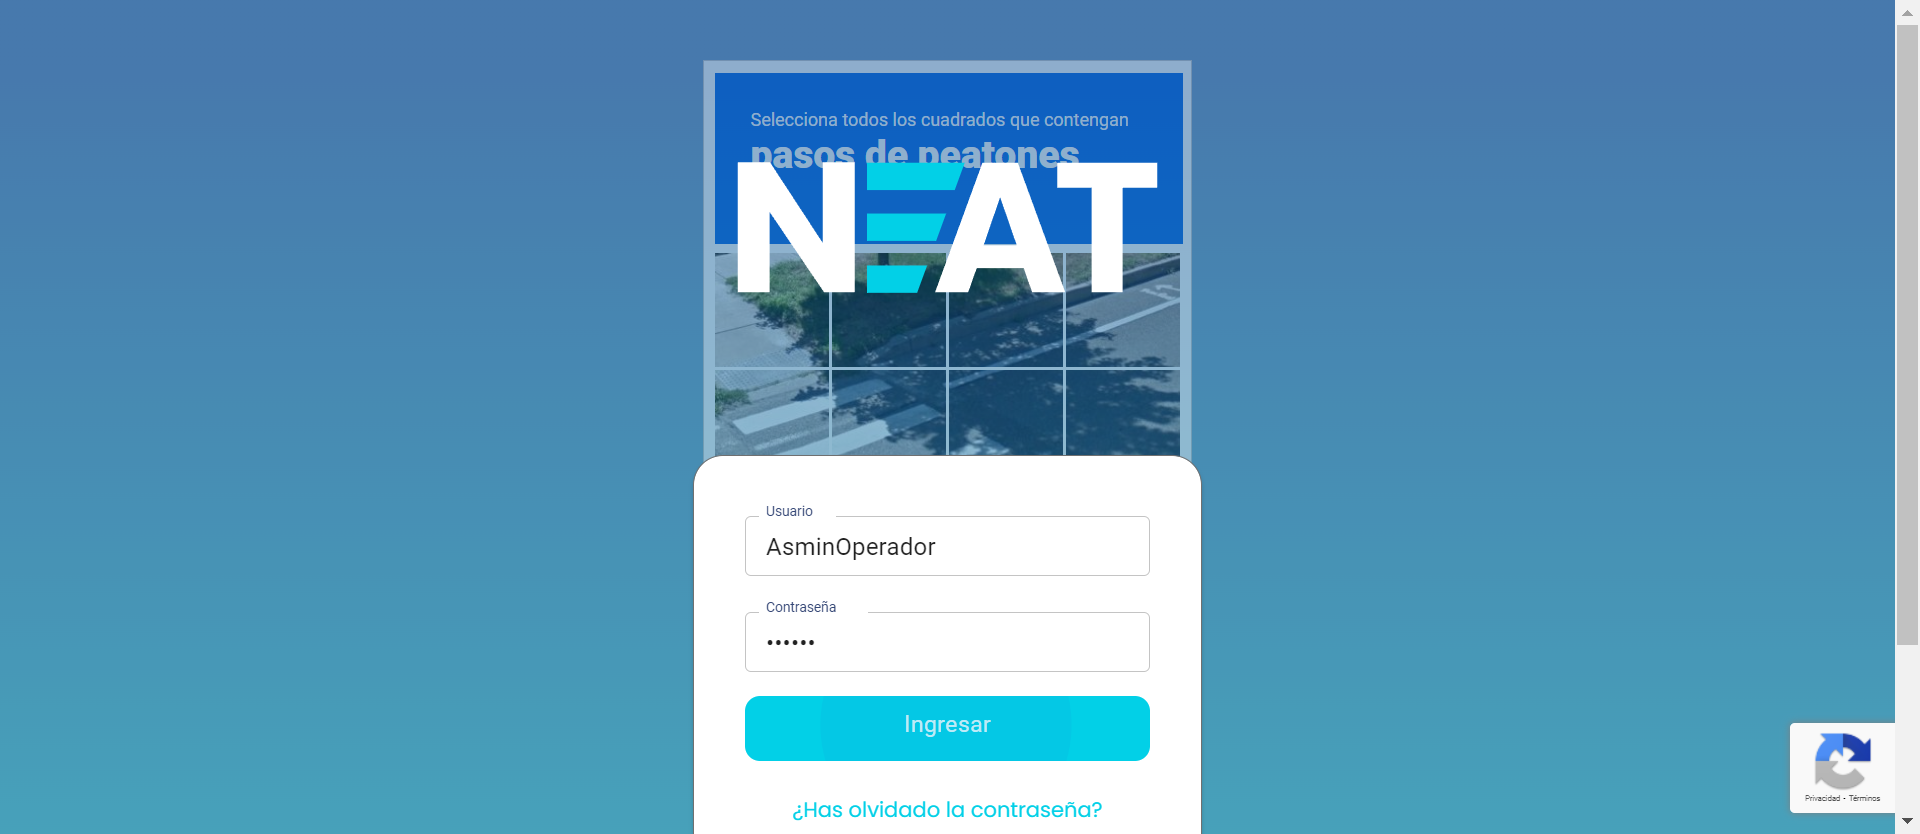 Selecciona todos los cuadrados que contengan
pasos de peatones
NEAT
Usuario
AsminOperador
Contraseña
••••••
Ingresar
¿Has olvidado la contraseña?
Privacidad - Términos